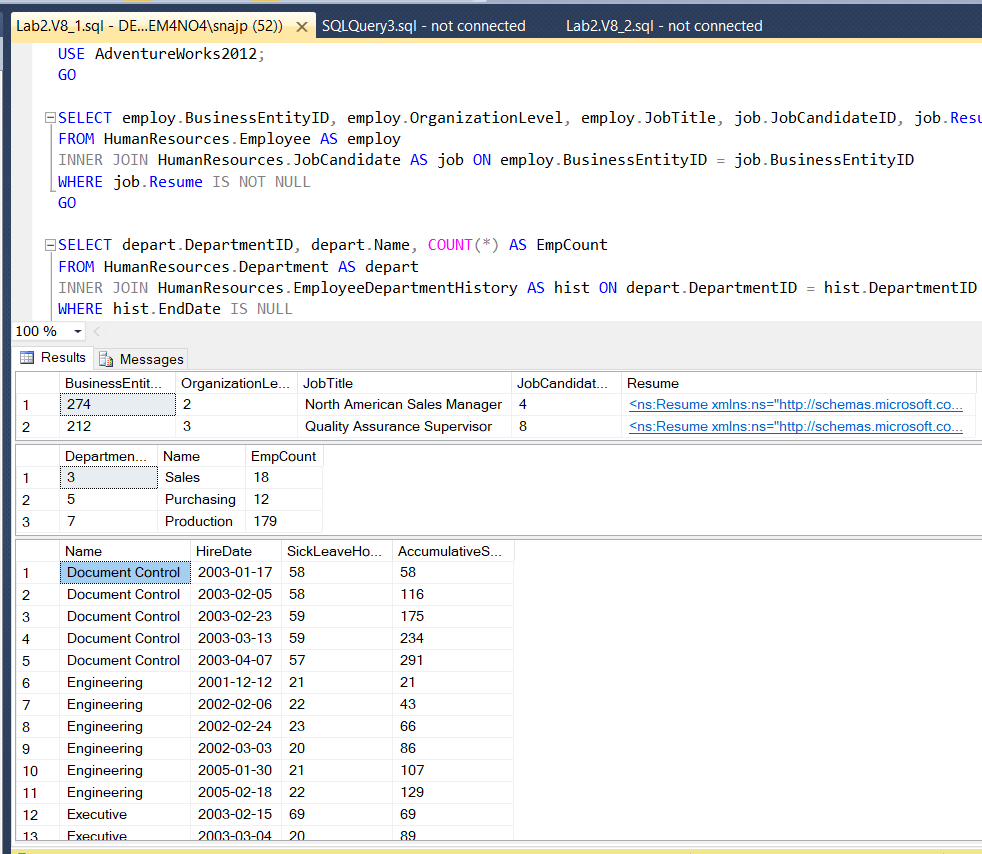 Lab2.V8_1.sql - DE...EM4NO4\snajp (52)) SQLQuery3.sql - not connected Lab2.V8_2.sql - not connected
USE AdventureWorks2012;
GO
SELECT employ.BusinessEntityID, employ.OrganizationLevel, employ.JobTitle, job.JobCandidateID, job.Resu
FROM HumanResources.Employee AS employ
INNER JOIN HumanResources.JobCandidate AS job ON employ.BusinessEntityID = job.BusinessEntityID
WHERE job.Resume IS NOT NULL
GO
SELECT depart.DepartmentID, depart.Name, COUNT(*) AS EmpCount
FROM HumanResources.Department AS depart
INNER JOIN HumanResources.EmployeeDepartmentHistory AS hist ON depart.DepartmentID = hist.DepartmentID
WHERE hist.EndDate IS NULL
100 %
Results Messages
BusinessEntit... OrganizationLe... JobTitle JobCandidat... Resume
1 274 2 North American Sales Manager 4 <ns:Resume xmlns:ns="http://schemas.microsoft.co...
2 212 3 Quality Assurance Supervisor 8 <ns:Resume xmlns:ns="http://schemas.microsoft.co...
Departmen... Name EmpCount
1 3 Sales 18
2 5 Purchasing 12
3 7 Production 179
Name HireDate SickLeaveHo... AccumulativeS...
1 Document Control 2003-01-17 58 58
2 Document Control 2003-02-05 58 116
3 Document Control 2003-02-23 59 175
4 Document Control 2003-03-13 59 234
5 Document Control 2003-04-07 57 291
6 Engineering 2001-12-12 21 21
7 Engineering 2002-02-06 22 43
8 Engineering 2002-02-24 23 66
9 Engineering 2002-03-03 20 86
10 Engineering 2005-01-30 21 107
11 Engineering 2005-02-18 22 129
12 Executive 2003-02-15 69 69
13 Executive 2003-03-04 20 89